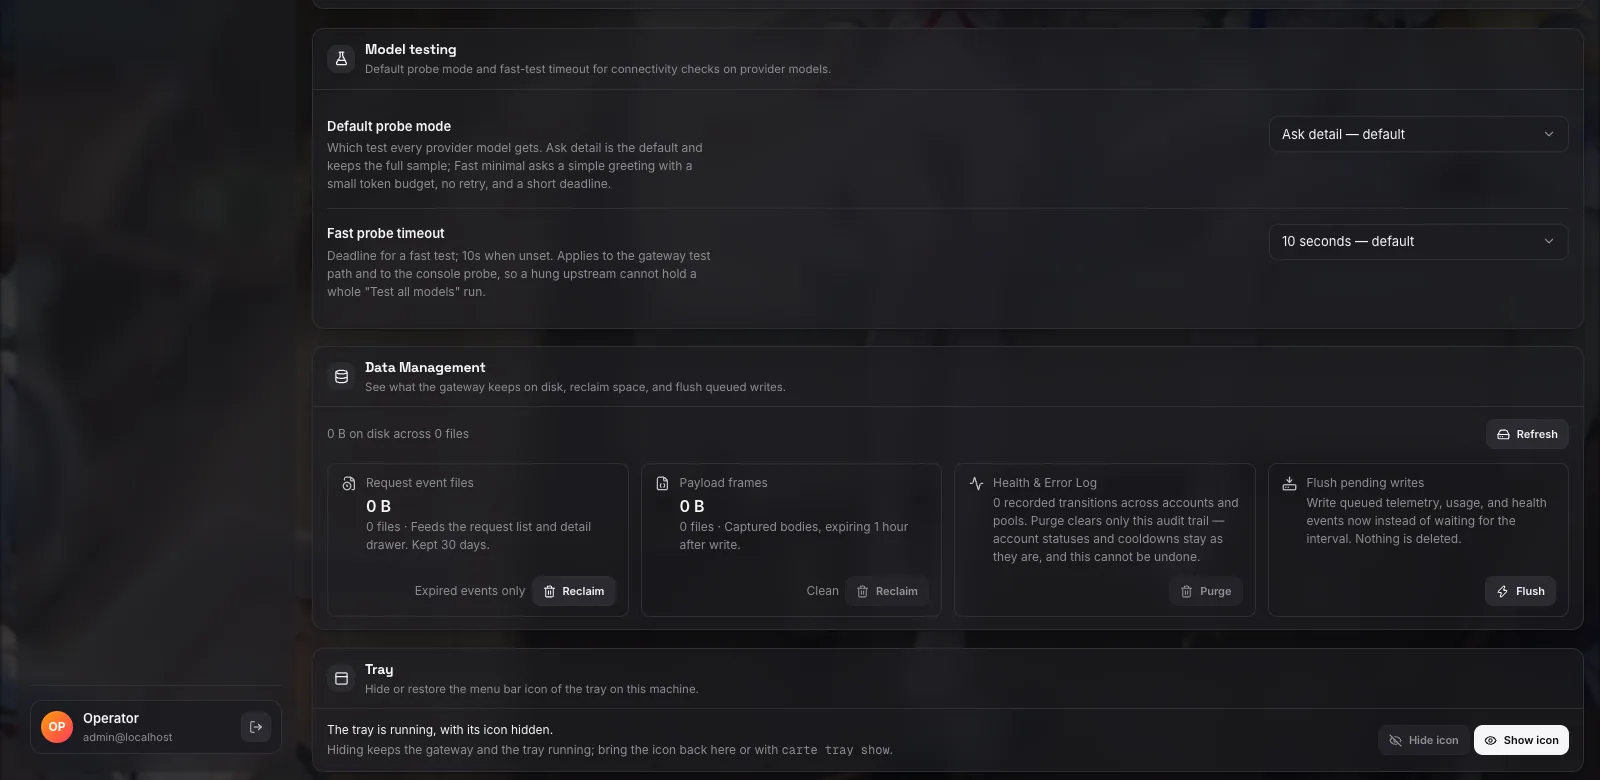 Model testing
Default probe mode and fast-test timeout for connectivity checks on provider models.
Default probe mode
Which test every provider model gets. Ask detail is the default and
keeps the full sample; Fast minimal asks a simple greeting with a
small token budget, no retry, and a short deadline.
Ask detail — default
Fast probe timeout
Deadline for a fast test; 10s when unset. Applies to the gateway test
path and to the console probe, so a hung upstream cannot hold a
whole "Test all models" run.
10 seconds — default
Data Management
See what the gateway keeps on disk, reclaim space, and flush queued writes.
0 B on disk across 0 files
Refresh
Request event files
0 B
0 files · Feeds the request list and detail
drawer. Kept 30 days.
Expired events only
Reclaim
Payload frames
0 B
0 files · Captured bodies, expiring 1 hour
after write.
Clean
Reclaim
Health & Error Log
0 recorded transitions across accounts and
pools. Purge clears only this audit trail —
account statuses and cooldowns stay as
they are, and this cannot be undone.
Purge
Flush pending writes
Write queued telemetry, usage, and health
events now instead of waiting for the
interval. Nothing is deleted.
Flush
Tray
Hide or restore the menu bar icon of the tray on this machine.
The tray is running, with its icon hidden.
Hiding keeps the gateway and the tray running; bring the icon back here or with carte tray show.
Hide icon
Show icon
OP
Operator
admin@localhost